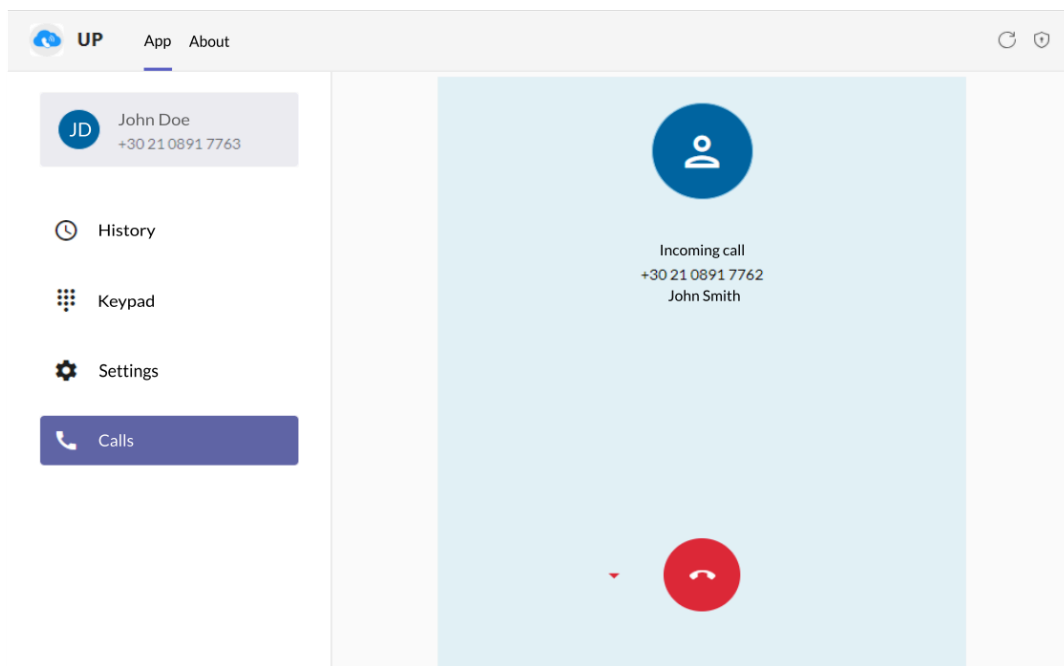 UP App About
JD John Doe
+30 21 0891 7763
History
Keypad
Settings
Calls
Incoming call
+30 21 0891 7762
John Smith